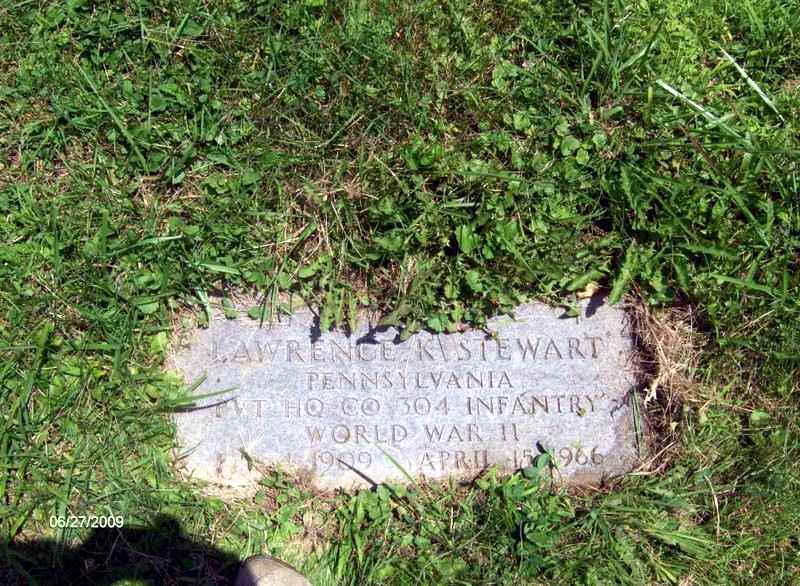 LAWRENCE K STEWART
PENNSYLVANIA
PVT HQ CO 304 INFANTRY
WORLD WAR II
1909 APRIL 15 1966
06/27/2009